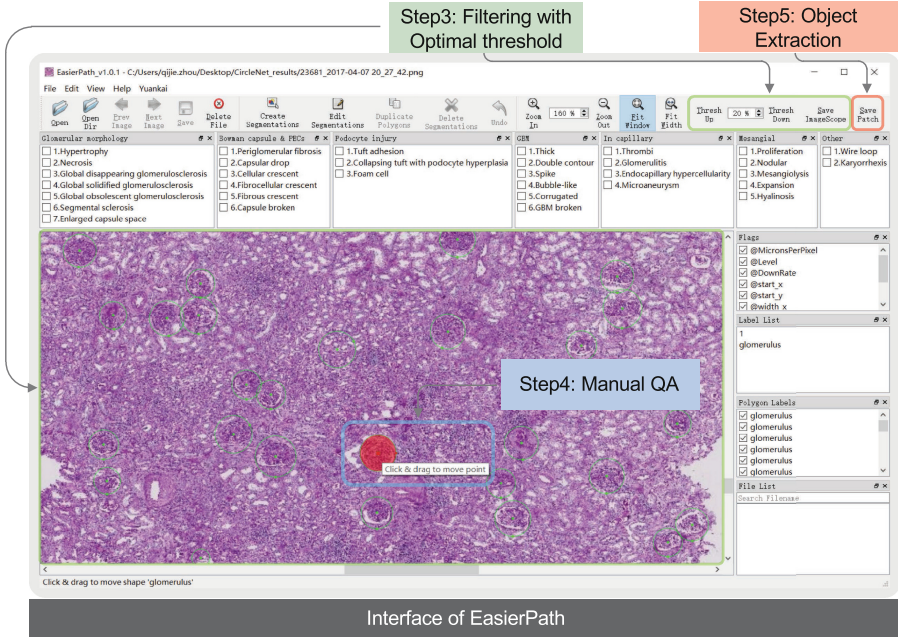 Step3: Filtering with
Optimal threshold
Step5: Object
Extraction
EasierPath_v1.0.1 - C:/Users/qijie.zhou/Desktop/CircleNet_results/23681_2017-04-07 20_27_42.png
File Edit View Help Yuankai
Open
Open Dir
Prev Image
Next Image
Save
Delete File
Create Segmentations
Edit Segmentations
Duplicate Polygons
Delete Segmentations
Undo
Zoom In
160 %
Zoom Out
Fit Window
Fit Width
Thresh Up
20 %
Thresh Down
Save ImageScope
Save Patch
Glomerular morphology
1.Hypertrophy
2.Necrosis
3.Global disappearing glomerulosclerosis
4.Global solidified glomerulosclerosis
5.Global obsolescent glomerulosclerosis
6.Segmental sclerosis
7.Enlarged capsule space
Bowman capsule & PECs
1.Periglomerular fibrosis
2.Capsular drop
3.Cellular crescent
4.Fibrocellular crescent
5.Fibrous crescent
6.Capsule broken
Podocyte injury
1.Tuft adhesion
2.Collapsing tuft with podocyte hyperplasia
3.Foam cell
GBM
1.Thick
2.Double contour
3.Spike
4.Bubble-like
5.Corrugated
6.GBM broken
In capillary
1.Thrombi
2.Glomerulitis
3.Endocapillary hypercellularity
4.Microaneurysm
Mesangial
1.Proliferation
2.Nodular
3.Mesangiolysis
4.Expansion
5.Hyalinosis
Other
1.Wire loop
2.Karyorrhexis
Flags
@MicronsPerPixel
@Level
@DownRate
@start_x
@start_y
@width_x
Label List
1
glomerulus
Step4: Manual QA
Polygon Labels
glomerulus
glomerulus
glomerulus
glomerulus
glomerulus
glomerulus
Click & drag to move point
File List
Search Filename
Click & drag to move shape 'glomerulus'
Interface of EasierPath